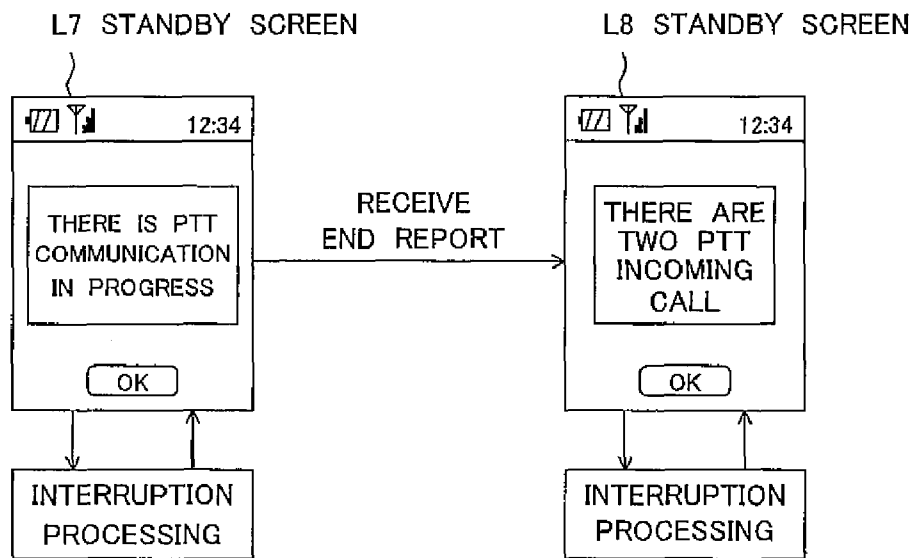 L7 STANDBY SCREEN
L8 STANDBY SCREEN
12:34
12:34
THERE IS PTT
COMMUNICATION
IN PROGRESS
RECEIVE
END REPORT
THERE ARE
TWO PTT
INCOMING
CALL
OK
OK
INTERRUPTION
PROCESSING
INTERRUPTION
PROCESSING